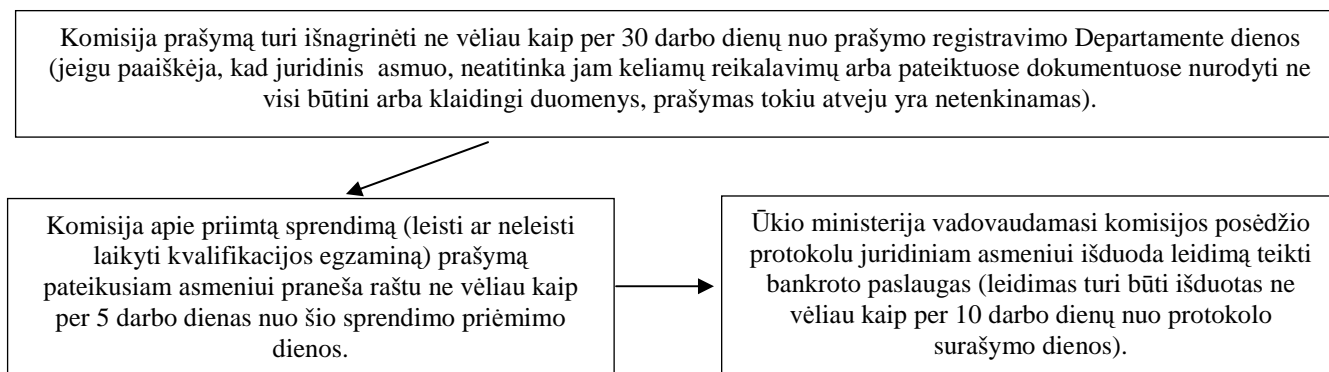 Komisija prašymą turi išnagrinėti ne vėliau kaip per 30 darbo dienų nuo prašymo registravimo Departamente dienos
(jeigu paaiškėja, kad juridinis asmuo, neatitinka jam keliamų reikalavimų arba pateiktuose dokumentuose nurodyti ne
visi būtini arba klaidingi duomenys, prašymas tokiu atveju yra netenkinamas).
Komisija apie priimtą sprendimą (leisti ar neleisti
laikyti kvalifikacijos egzaminą) prašymą
pateikusiam asmeniui praneša raštu ne vėliau kaip
per 5 darbo dienas nuo šio sprendimo priėmimo
dienos.
Ūkio ministerija vadovaudamasi komisijos posėdžio
protokolu juridiniam asmeniui išduoda leidimą teikti
bankroto paslaugas (leidimas turi būti išduotas ne
vėliau kaip per 10 darbo dienų nuo protokolo
surašymo dienos).